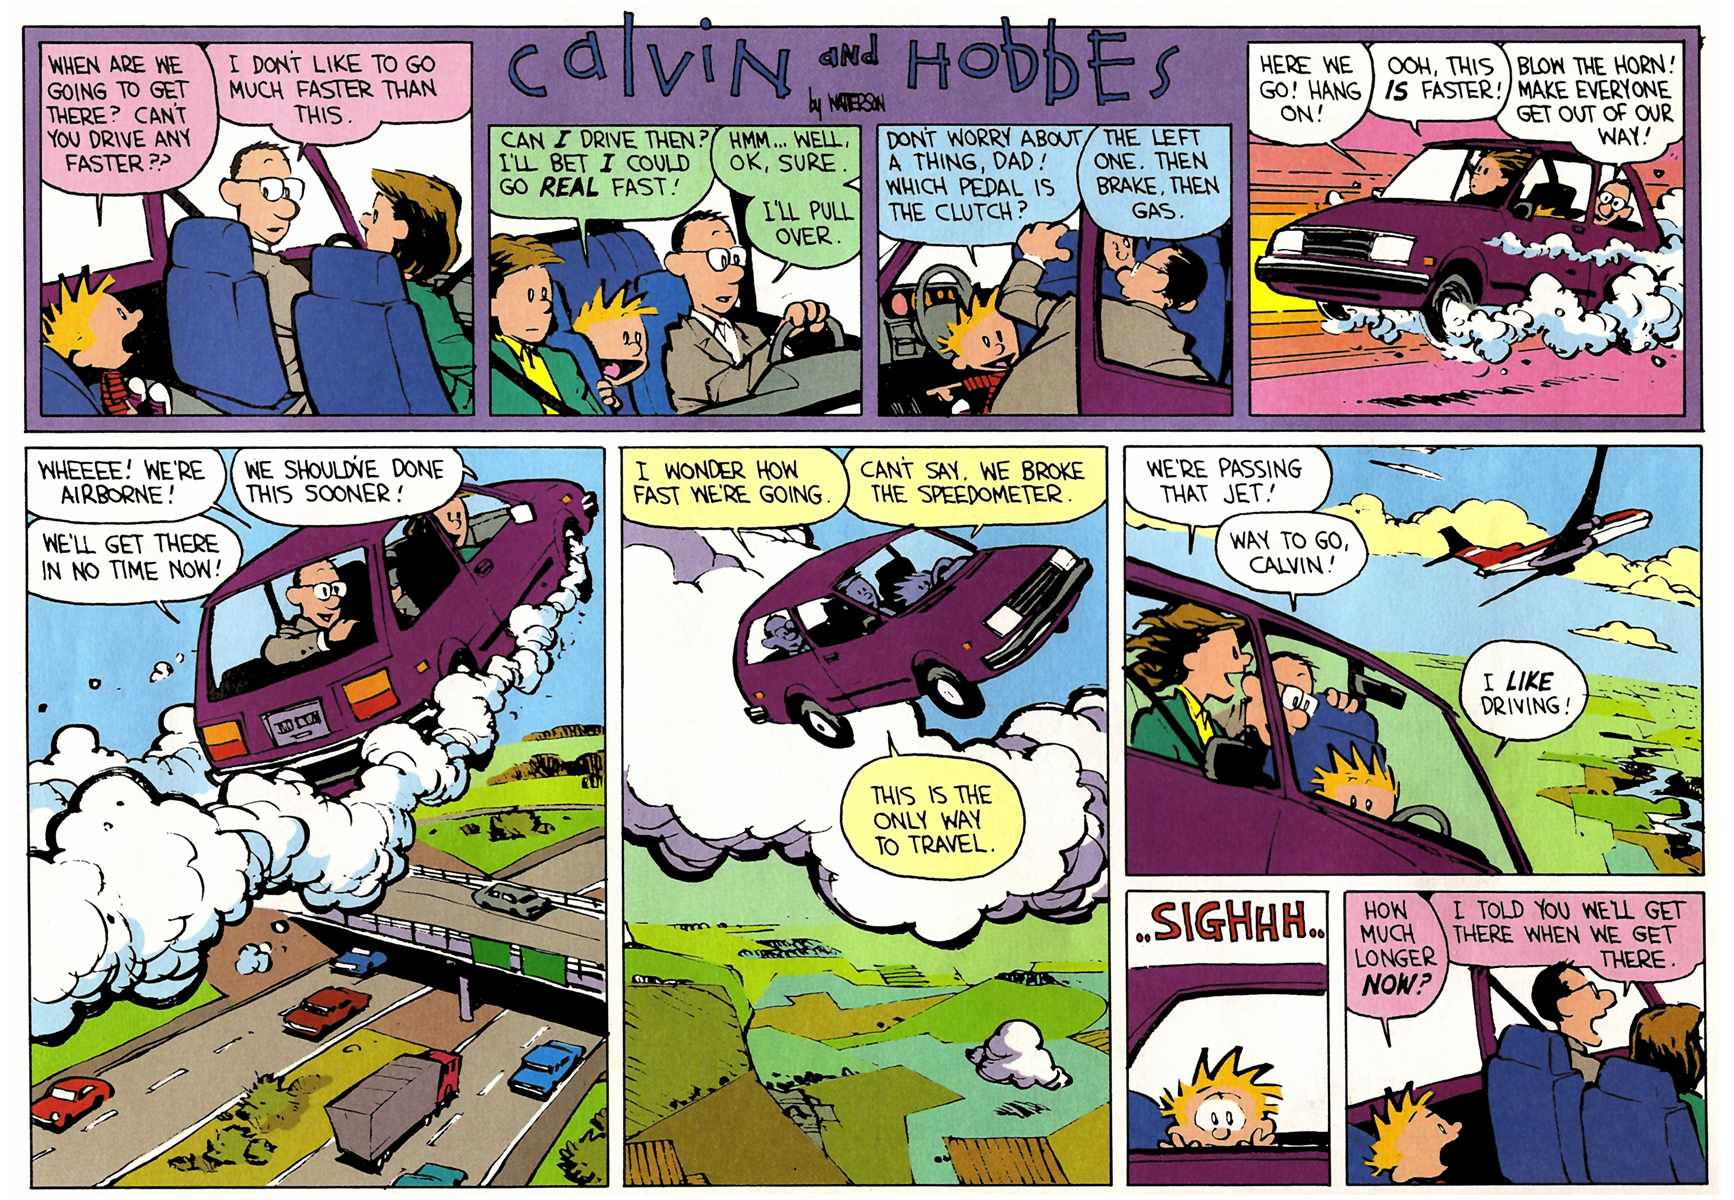 CALVIN and HOBBES
by WATTERSON
WHEN ARE WE
GOING TO GET
THERE? CAN'T
YOU DRIVE ANY
FASTER??
I DON'T LIKE TO GO
MUCH FASTER THAN
THIS.
CAN I DRIVE THEN?
I'LL BET I COULD
GO REAL FAST!
HMM... WELL,
OK, SURE.
I'LL PULL
OVER.
DON'T WORRY ABOUT
A THING, DAD!
WHICH PEDAL IS
THE CLUTCH?
THE LEFT
ONE. THEN
BRAKE, THEN
GAS.
HERE WE
GO! HANG
ON!
OOH, THIS
IS FASTER!
BLOW THE HORN!
MAKE EVERYONE
GET OUT OF OUR
WAY!
WHEEEE! WE'RE
AIRBORNE!
WE SHOULD'VE DONE
THIS SOONER!
WE'LL GET THERE
IN NO TIME NOW!
I WONDER HOW
FAST WE'RE GOING.
CAN'T SAY. WE BROKE
THE SPEEDOMETER.
THIS IS THE
ONLY WAY
TO TRAVEL.
WE'RE PASSING
THAT JET!
WAY TO GO,
CALVIN!
I LIKE
DRIVING!
..SIGHHH..
HOW
MUCH
LONGER
NOW?
I TOLD YOU WE'LL GET
THERE WHEN WE GET
THERE.